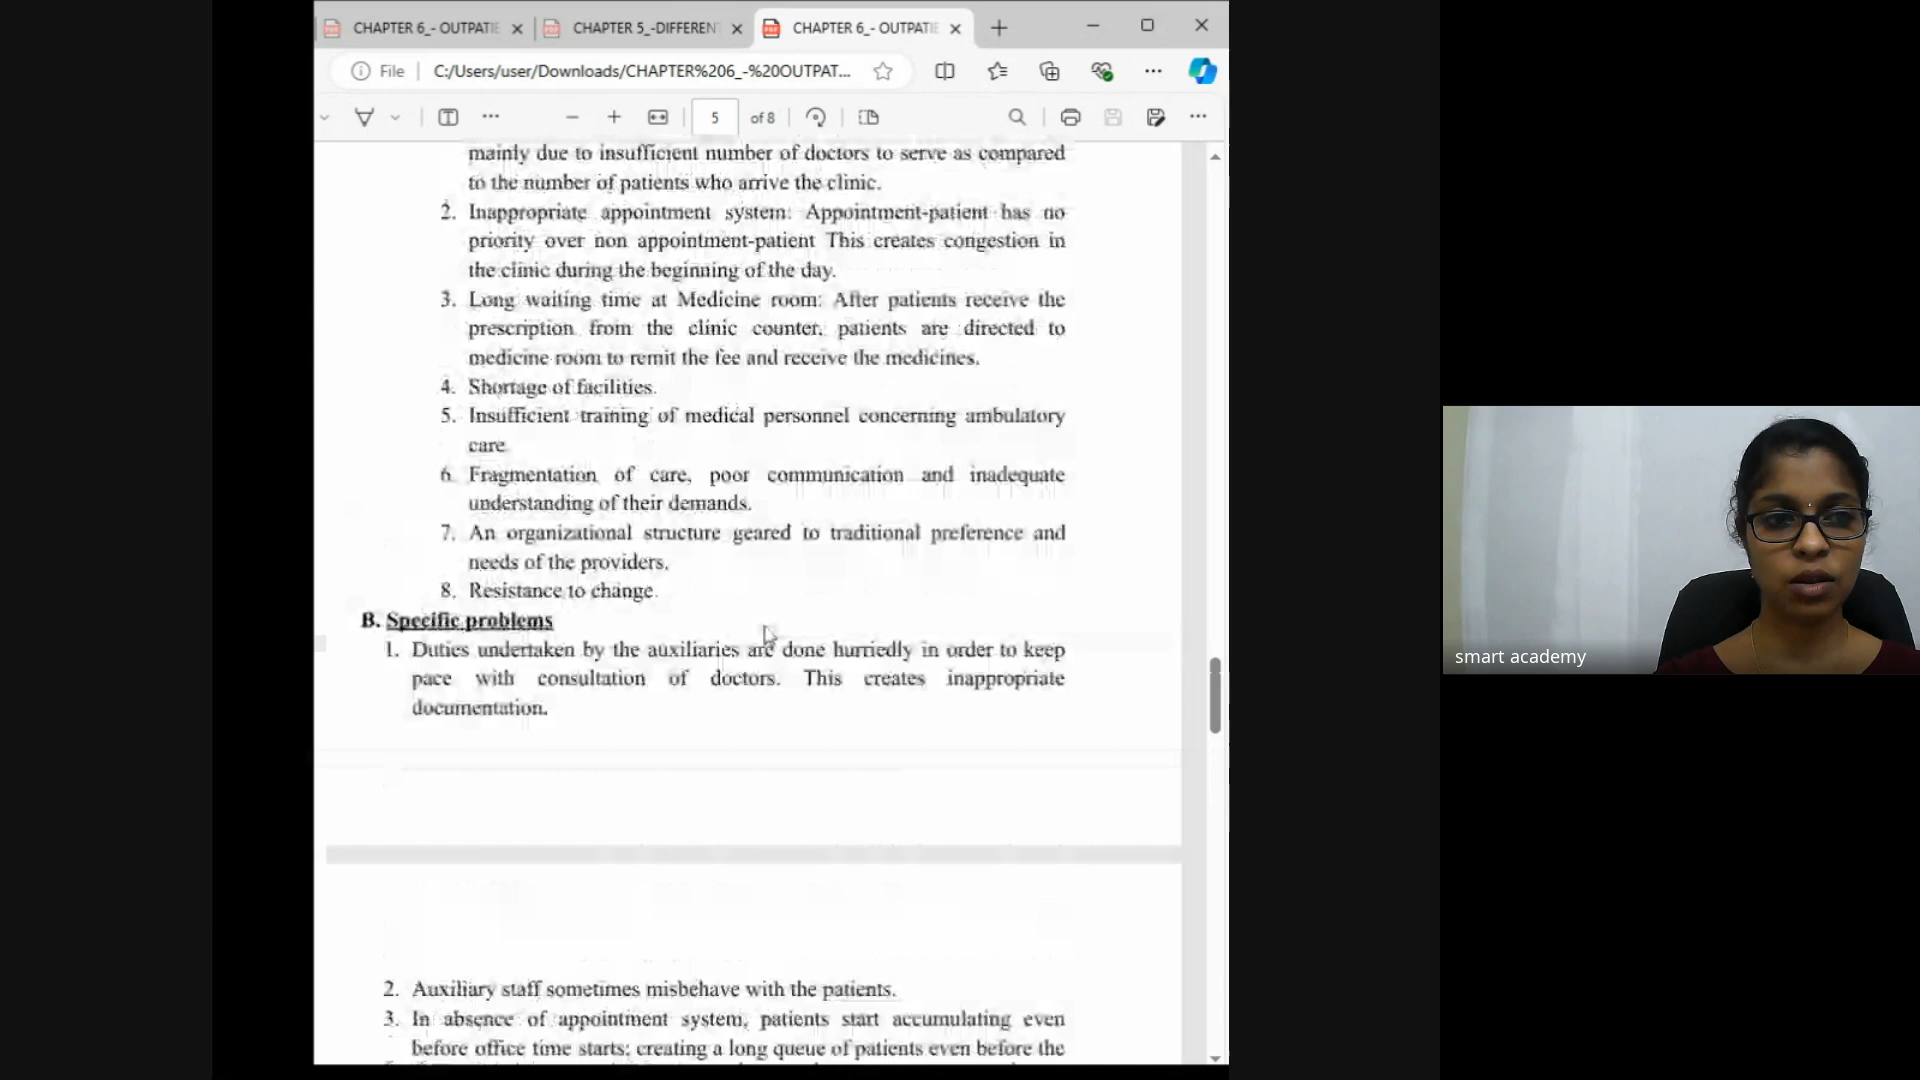 CHAPTER 6_- OUTPATIE
CHAPTER 5_-DIFFEREN
CHAPTER 6_- OUTPATIE
File
C:/Users/user/Downloads/CHAPTER%206_-%20OUTPAT...
5 of 8
mainly due to insufficient number of doctors to serve as compared
to the number of patients who arrive the clinic.
2. Inappropriate appointment system: Appointment-patient has no
priority over non appointment-patient This creates congestion in
the clinic during the beginning of the day.
3. Long waiting time at Medicine room: After patients receive the
prescription from the clinic counter, patients are directed to
medicine room to remit the fee and receive the medicines.
4. Shortage of facilities.
5. Insufficient training of medical personnel concerning ambulatory
care
6. Fragmentation of care, poor communication and inadequate
understanding of their demands.
7. An organizational structure geared to traditional preference and
needs of the providers.
8. Resistance to change.
B. Specific problems
1. Duties undertaken by the auxiliaries are done hurriedly in order to keep
pace with consultation of doctors. This creates inappropriate
documentation.
2. Auxiliary staff sometimes misbehave with the patients.
3. In absence of appointment system, patients start accumulating even
before office time starts; creating a long queue of patients even before the
smart academy